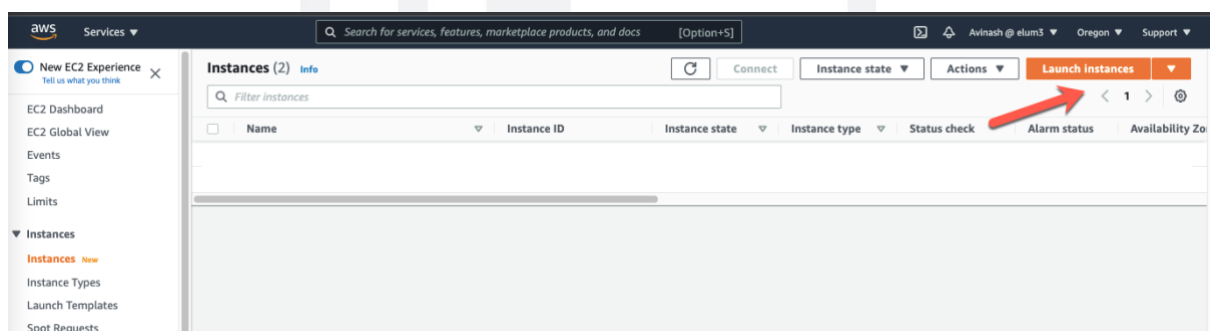 aws Services ▼ Search for services, features, marketplace products, and docs [Option+S] Avinash @ elum3 ▼ Oregon ▼ Support ▼
New EC2 Experience
Tell us what you think
EC2 Dashboard
EC2 Global View
Events
Tags
Limits
▼ Instances
Instances New
Instance Types
Launch Templates
Spot Requests
Instances (2) Info Connect Instance state ▼ Actions ▼ Launch instances ▼
Filter instances < 1 >
Name Instance ID Instance state Instance type Status check Alarm status Availability Zo